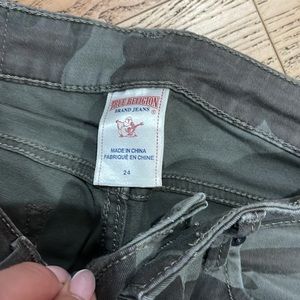 TRUE RELIGION
BRAND JEANS
MADE IN CHINA
FABRIQUÉ EN CHINE
24